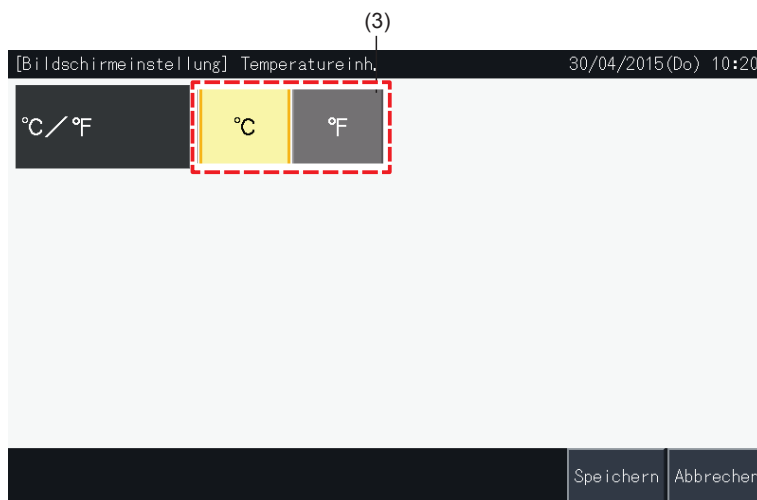 (3)
[Bildschirmeinstellung] Temperatureinh. 30/04/2015(Do) 10:20
℃/℉ ℃ ℉
Speichern Abbrechen